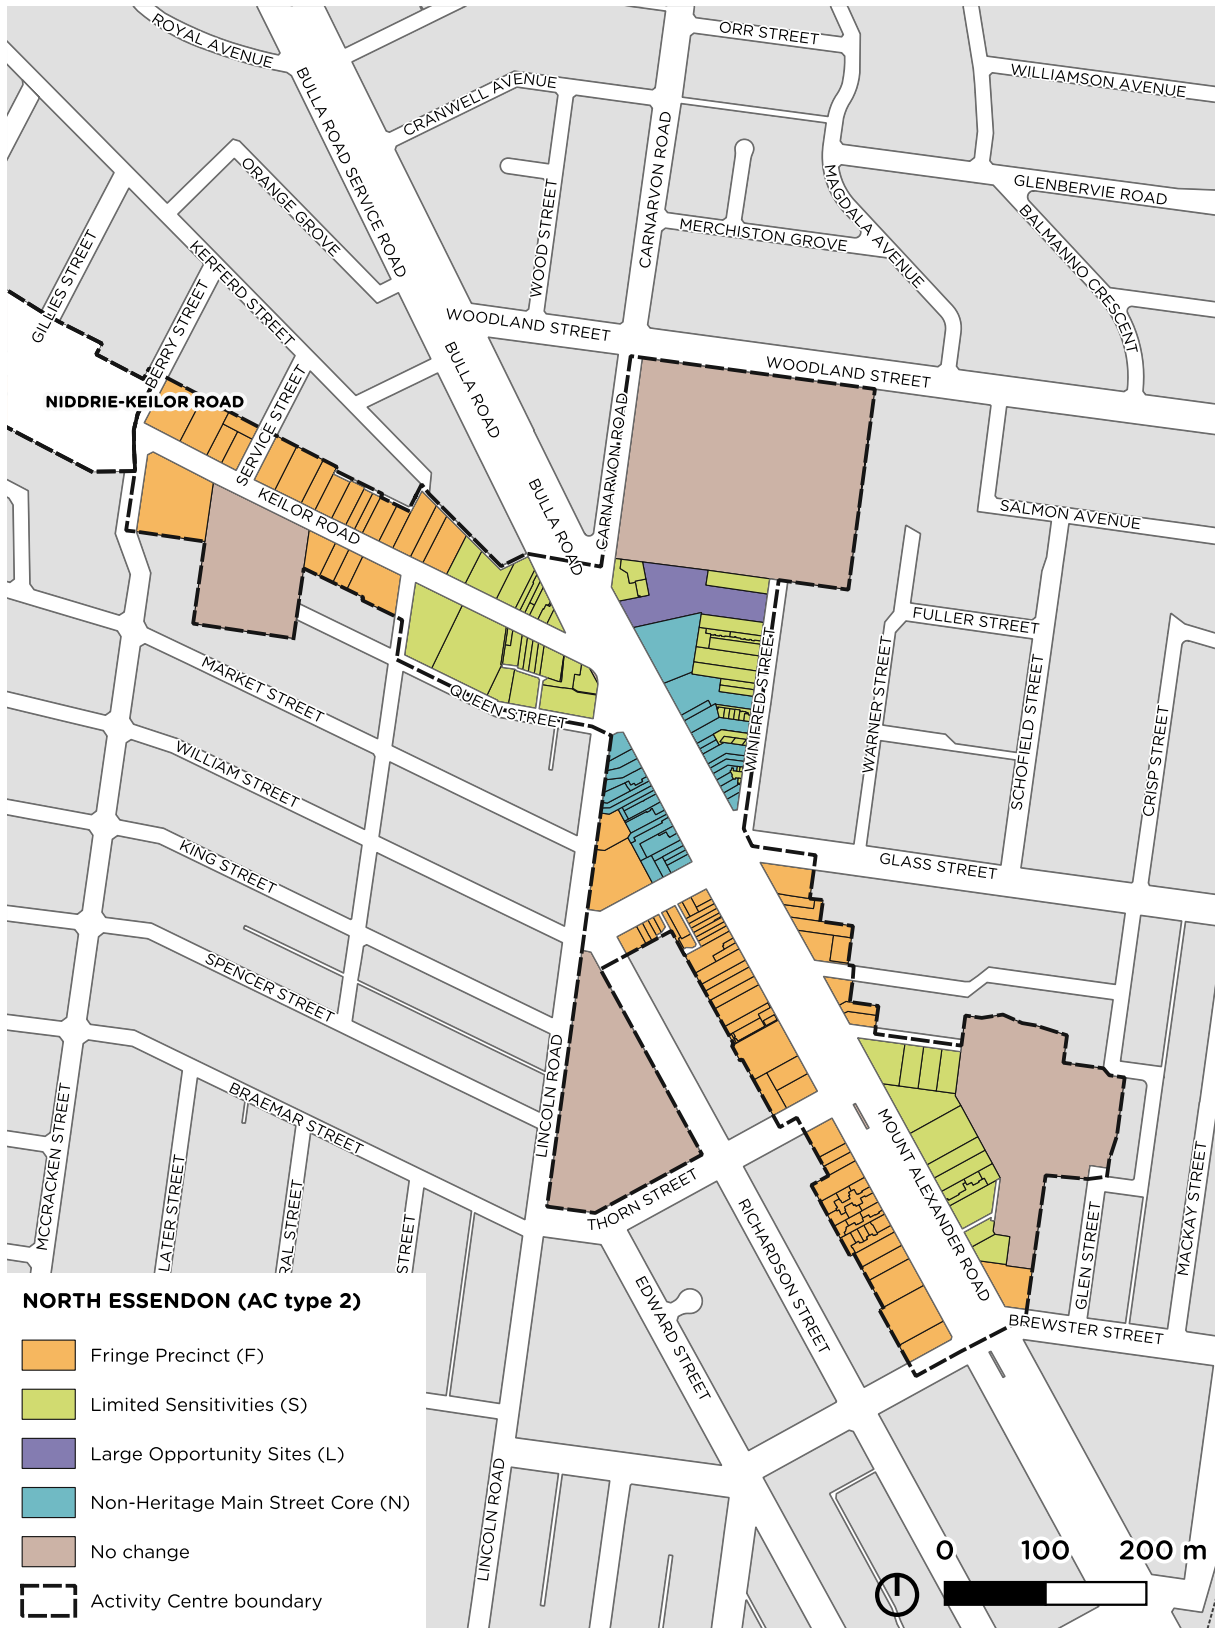 ROYAL AVENUE
ORR STREET
WILLIAMSON AVENUE
BULLA ROAD SERVICE ROAD
CRANWELL AVENUE
CARNARVON ROAD
ORANGE GROVE
WOOD STREET
MAGDALA AVENUE
GLENBERVIE ROAD
BALMANNO CRESCENT
MERCHISTON GROVE
GILLIES STREET
KERFERD STREET
BERRY STREET
WOODLAND STREET
WOODLAND STREET
BULLA ROAD
NIDDRIE-KEILOR ROAD
SERVICE STREET
CARNARVON ROAD
KEILOR ROAD
BULLA ROAD
SALMON AVENUE
FULLER STREET
MARKET STREET
QUEEN STREET
WINIFRED STREET
WARNER STREET
SCHOFIELD STREET
CRISP STREET
WILLIAM STREET
KING STREET
GLASS STREET
SPENCER STREET
LINCOLN ROAD
BRAEMAR STREET
MCCRACKEN STREET
LATER STREET
RAL STREET
STREET
THORN STREET
RICHARDSON STREET
MOUNT ALEXANDER ROAD
GLEN STREET
MACKAY STREET
EDWARD STREET
BREWSTER STREET
LINCOLN ROAD
NORTH ESSENDON (AC type 2)
Fringe Precinct (F)
Limited Sensitivities (S)
Large Opportunity Sites (L)
Non-Heritage Main Street Core (N)
No change
Activity Centre boundary
0 100 200 m